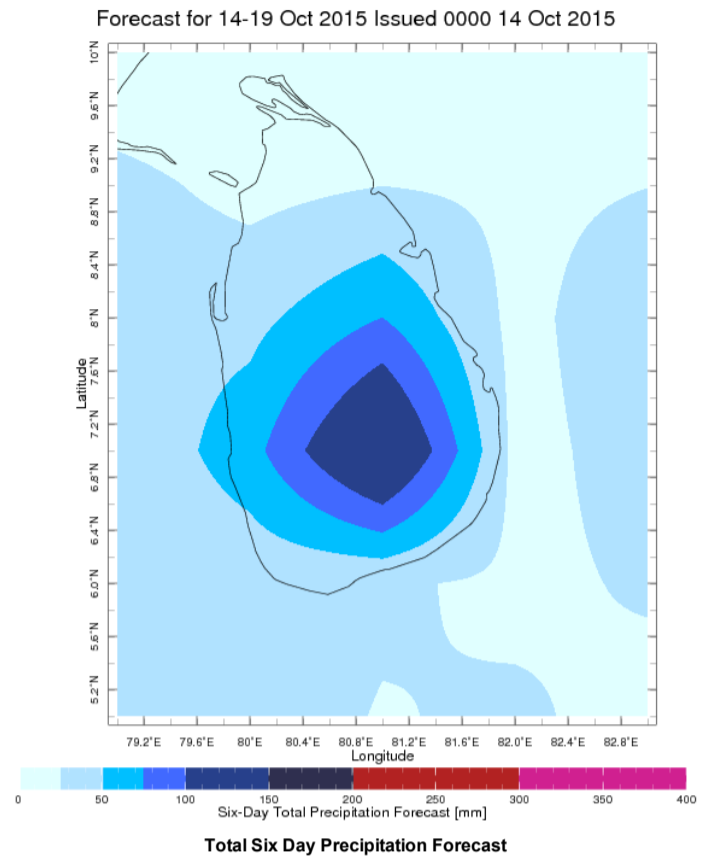 Forecast for 14-19 Oct 2015 Issued 0000 14 Oct 2015
10°N
9.6°N
9.2°N
8.8°N
8.4°N
8°N
7.6°N
7.2°N
6.8°N
6.4°N
6.0°N
5.6°N
5.2°N
Latitude
79.2°E 79.6°E 80°E 80.4°E 80.8°E 81.2°E 81.6°E 82.0°E 82.4°E 82.8°E
Longitude
0 50 100 150 200 250 300 350 400
Six-Day Total Precipitation Forecast [mm]
Total Six Day Precipitation Forecast